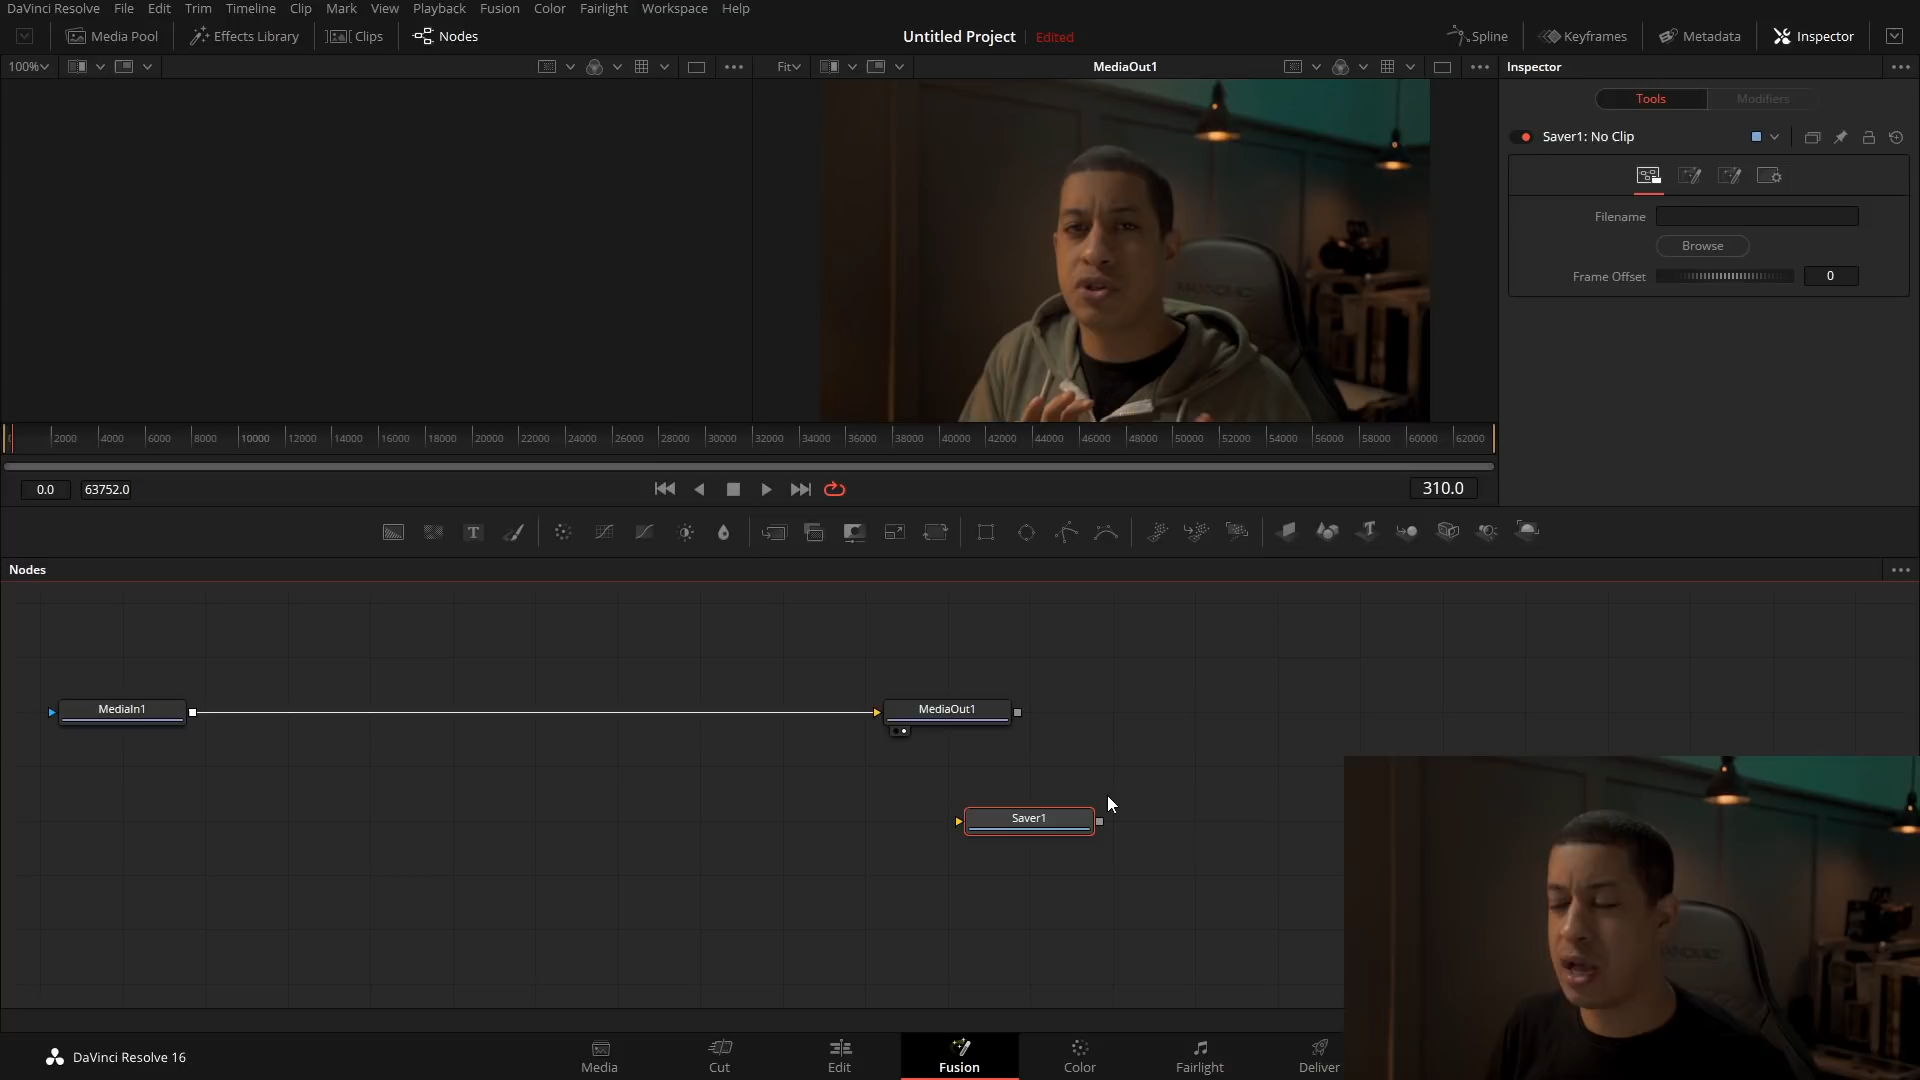 DaVinci Resolve File Edit Trim Timeline Clip Mark View Playback Fusion Color Fairlight Workspace Help
Media Pool Effects Library Clips Nodes Untitled Project Edited Spline Keyframes Metadata Inspector
100% Fit MediaOut1 Inspector
Tools Modifiers
Saver1: No Clip
Filename
Browse
Frame Offset 0
2000 4000 6000 8000 10000 12000 14000 16000 18000 20000 22000 24000 26000 28000 30000 32000 34000 36000 38000 40000 42000 44000 46000 48000 50000 52000 54000 56000 58000 60000 62000
0.0 63752.0 310.0
T T
Nodes
MediaIn1 MediaOut1
Saver1
DaVinci Resolve 16 Media Cut Edit Fusion Color Fairlight Deliver